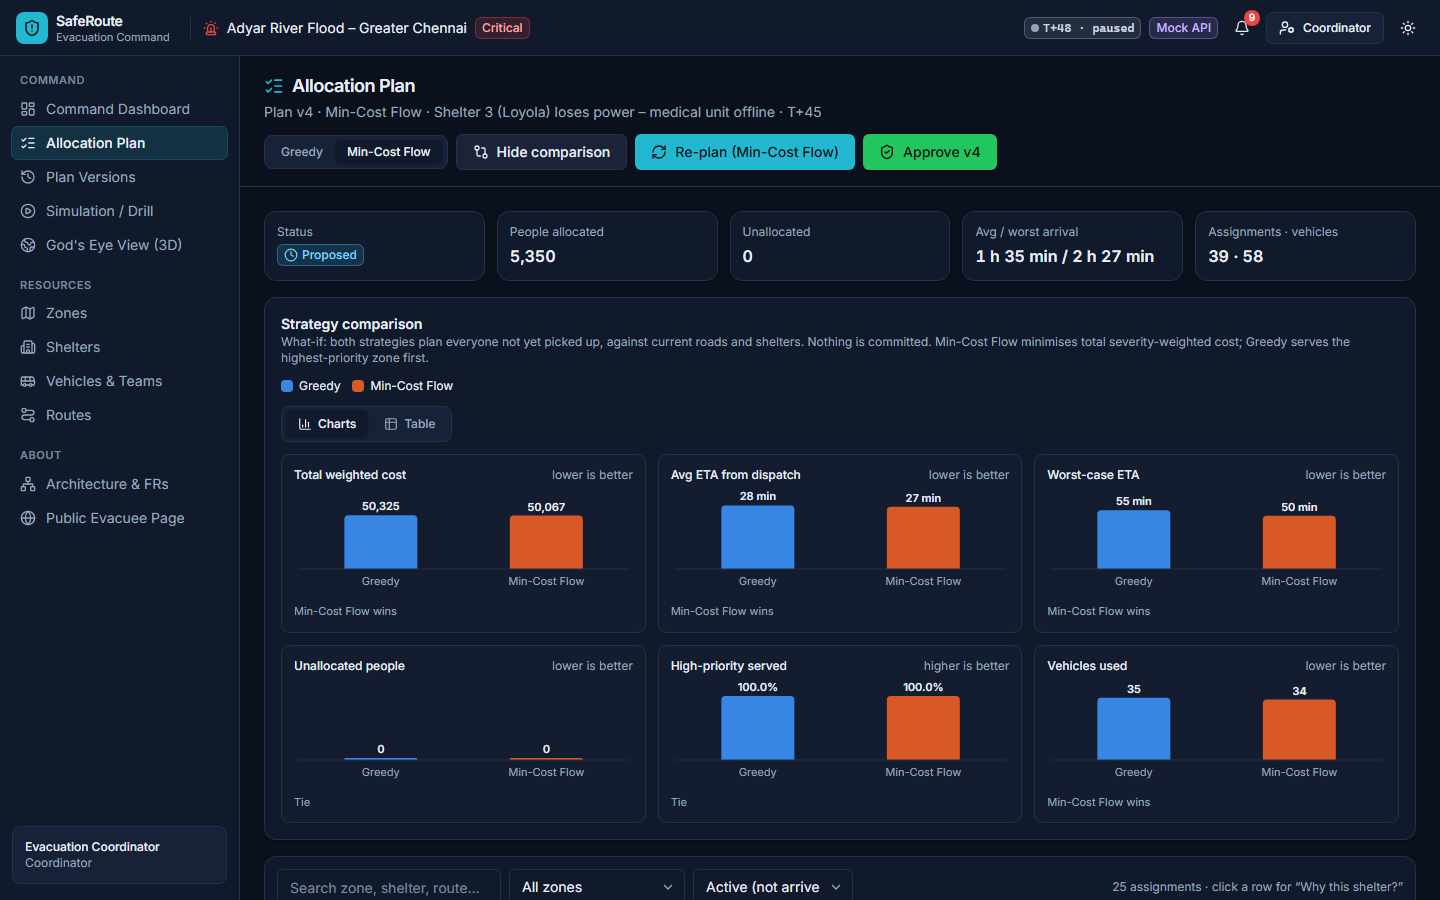 SafeRoute
Evacuation Command
Adyar River Flood – Greater Chennai
Critical
T+48 · paused
Mock API
9
Coordinator
COMMAND
Command Dashboard
Allocation Plan
Plan Versions
Simulation / Drill
God's Eye View (3D)
RESOURCES
Zones
Shelters
Vehicles & Teams
Routes
ABOUT
Architecture & FRs
Public Evacuee Page
Evacuation Coordinator
Coordinator
Allocation Plan
Plan v4 · Min-Cost Flow · Shelter 3 (Loyola) loses power – medical unit offline · T+45
Greedy
Min-Cost Flow
Hide comparison
Re-plan (Min-Cost Flow)
Approve v4
Status
Proposed
People allocated
5,350
Unallocated
0
Avg / worst arrival
1 h 35 min / 2 h 27 min
Assignments · vehicles
39 · 58
Strategy comparison
What-if: both strategies plan everyone not yet picked up, against current roads and shelters. Nothing is committed. Min-Cost Flow minimises total severity-weighted cost; Greedy serves the
highest-priority zone first.
Greedy
Min-Cost Flow
Charts
Table
Total weighted cost
lower is better
50,325
50,067
Greedy
Min-Cost Flow
Min-Cost Flow wins
Avg ETA from dispatch
lower is better
28 min
27 min
Greedy
Min-Cost Flow
Min-Cost Flow wins
Worst-case ETA
lower is better
55 min
50 min
Greedy
Min-Cost Flow
Min-Cost Flow wins
Unallocated people
lower is better
0
0
Greedy
Min-Cost Flow
Tie
High-priority served
higher is better
100.0%
100.0%
Greedy
Min-Cost Flow
Tie
Vehicles used
lower is better
35
34
Greedy
Min-Cost Flow
Min-Cost Flow wins
Search zone, shelter, route…
All zones
Active (not arrive
25 assignments · click a row for “Why this shelter?”